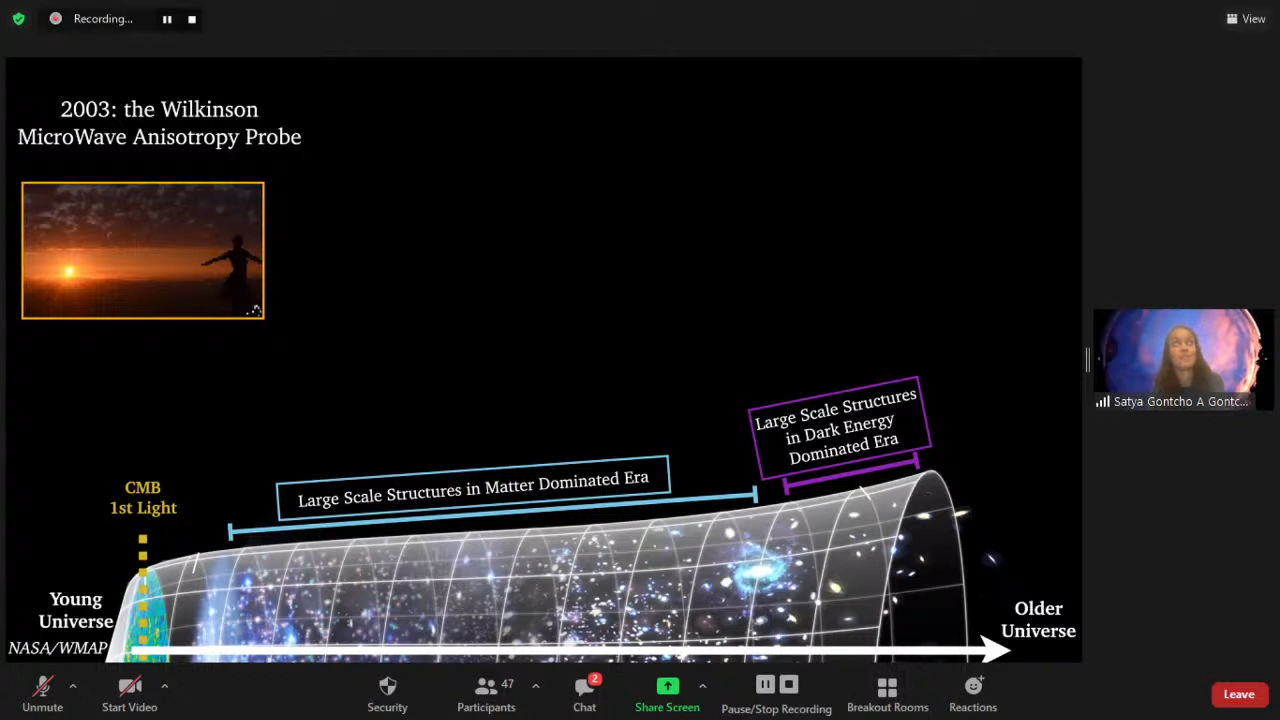 Recording...
View
2003: the Wilkinson
MicroWave Anisotropy Probe
Large Scale Structures
in Dark Energy
Dominated Era
Large Scale Structures in Matter Dominated Era
CMB
1st Light
Young
Universe
NASA/WMAP
Older
Universe
Satya Gontcho A Gontc...
Unmute
Start Video
Security
47
Participants
2
Chat
Share Screen
Pause/Stop Recording
Breakout Rooms
Reactions
Leave